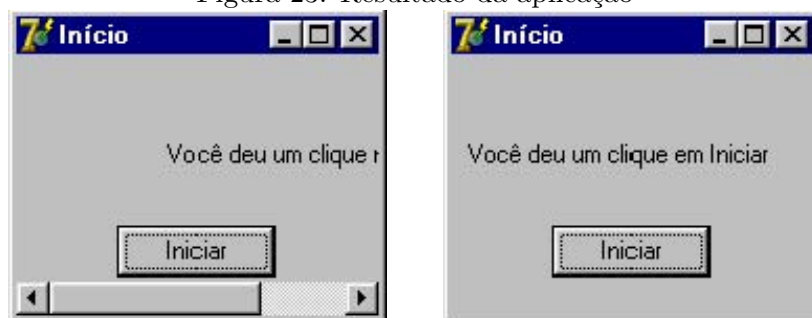 Figura 23: Resultado da aplicação
Início
Você deu um clique
Iniciar
Início
Você deu um clique em Iniciar
Iniciar